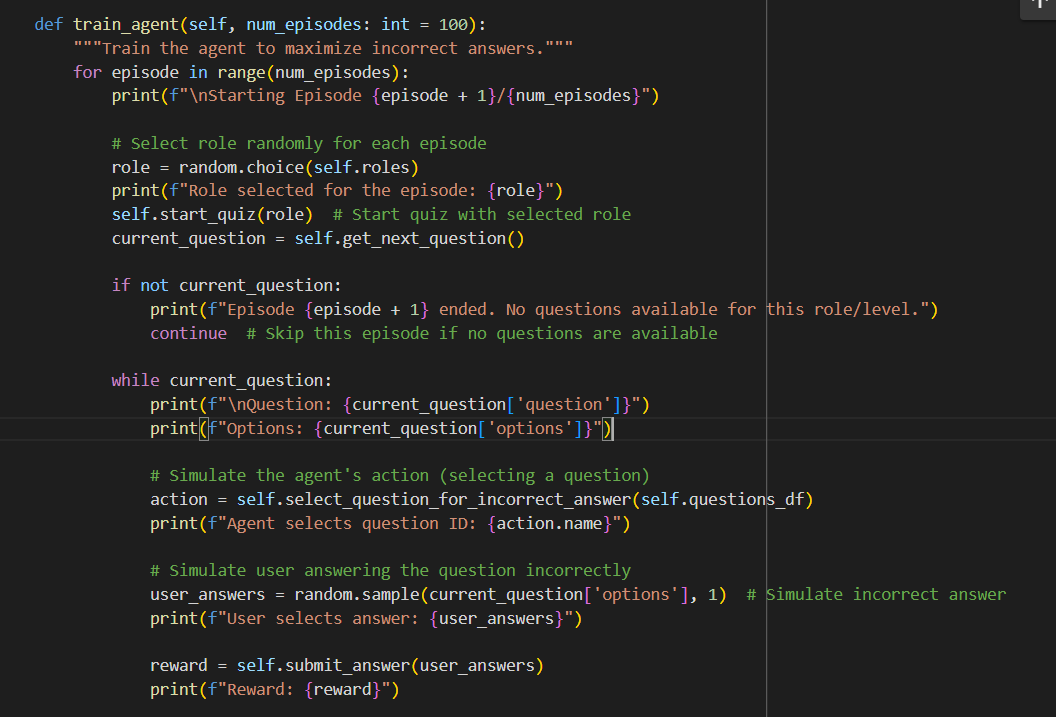 def train_agent(self, num_episodes: int = 100):
"""Train the agent to maximize incorrect answers."""
for episode in range(num_episodes):
print(f"\nStarting Episode {episode + 1}/{num_episodes}")
# Select role randomly for each episode
role = random.choice(self.roles)
print(f"Role selected for the episode: {role}")
self.start_quiz(role)  # Start quiz with selected role
current_question = self.get_next_question()
if not current_question:
print(f"Episode {episode + 1} ended. No questions available for this role/level.")
continue  # Skip this episode if no questions are available
while current_question:
print(f"\nQuestion: {current_question['question']}")
print(f"Options: {current_question['options']}")
# Simulate the agent's action (selecting a question)
action = self.select_question_for_incorrect_answer(self.questions_df)
print(f"Agent selects question ID: {action.name}")
# Simulate user answering the question incorrectly
user_answers = random.sample(current_question['options'], 1)  # Simulate incorrect answer
print(f"User selects answer: {user_answers}")
reward = self.submit_answer(user_answers)
print(f"Reward: {reward}")